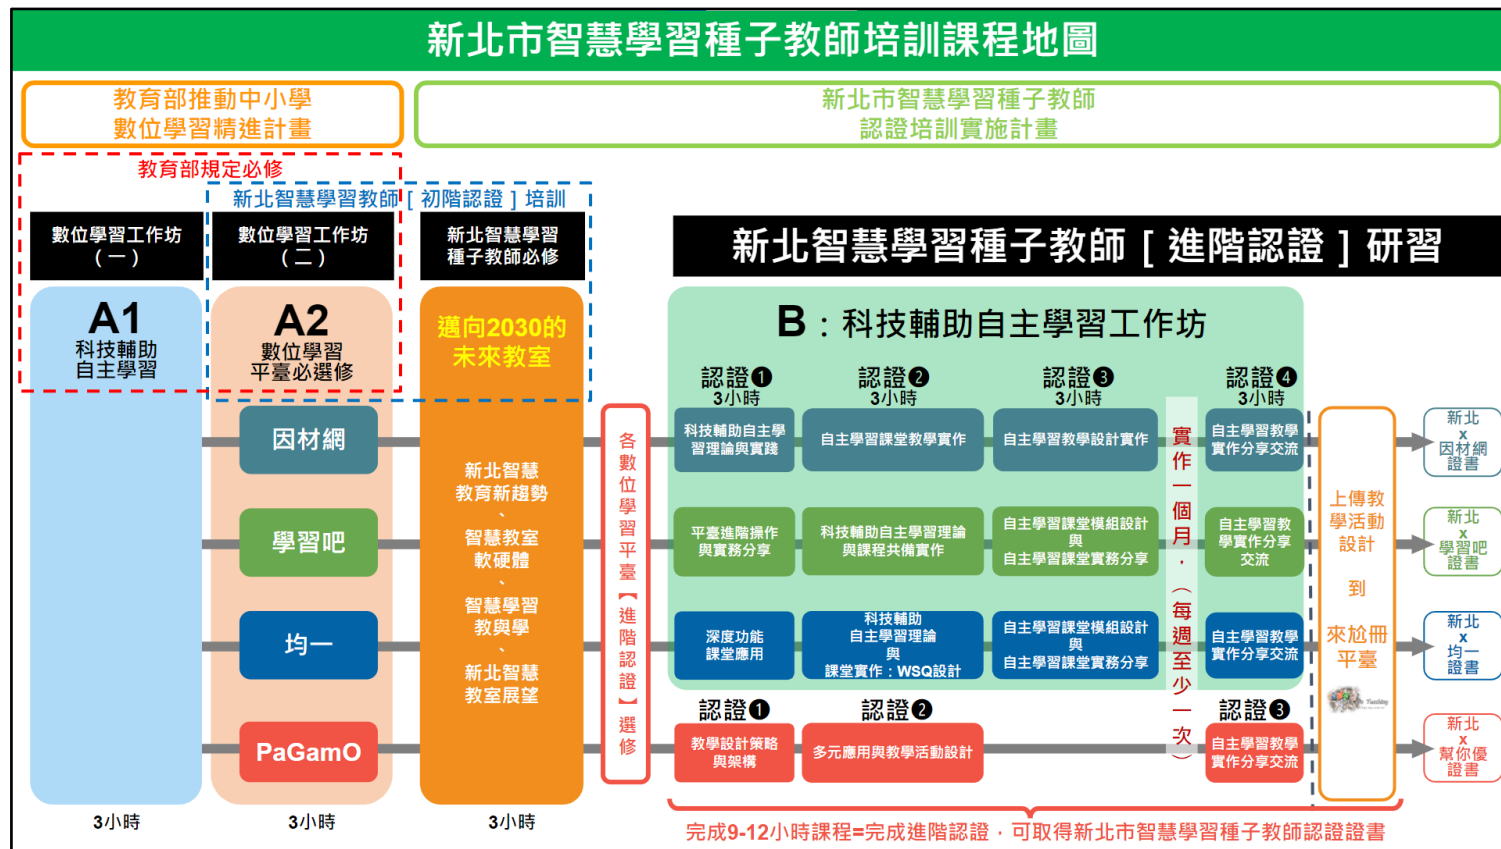 新北市智慧學習種子教師培訓課程地圖
教育部推動中小學
數位學習精進計畫
新北市智慧學習種子教師
認證培訓實施計畫
教育部規定必修
新北智慧學習教師 [ 初階認證 ] 培訓
數位學習工作坊
(一)
數位學習工作坊
(二)
新北智慧學習
種子教師必修
新北智慧學習種子教師 [ 進階認證 ] 研習
A1
科技輔助
自主學習
3小時
A2
數位學習
平臺必選修
因材網
學習吧
均一
PaGamO
3小時
邁向2030的
未來教室
新北智慧
教育新趨勢
、
智慧教室
軟硬體
、
智慧學習
教與學
、
新北智慧
教室展望
3小時
各數位學習平臺【進階認證】選修
B：科技輔助自主學習工作坊
認證❶
3小時
認證❷
3小時
認證❸
3小時
認證❹
3小時
科技輔助自主學
習理論與實踐
自主學習課堂教學實作
自主學習教學設計實作
自主學習教學
實作分享交流
平臺進階操作
與實務分享
科技輔助自主學習理論
與課程共備實作
自主學習課堂模組設計
與
自主學習課堂實務分享
自主學習教
學實作分享
交流
深度功能
課堂應用
科技輔助
自主學習理論
與
課堂實作：WSQ設計
自主學習課堂模組設計
與
自主學習課堂實務分享
自主學習教學
實作分享交流
認證❶
認證❷
認證❸
教學設計策略
與架構
多元應用與教學活動設計
自主學習教學
實作分享交流
實作一個月．（每週至少一次）
上傳教
學活動
設計
到
來尬冊
平臺
新北
x
因材網
證書
新北
x
學習吧
證書
新北
x
均一
證書
新北
x
幫你優
證書
完成9-12小時課程=完成進階認證．可取得新北市智慧學習種子教師認證證書